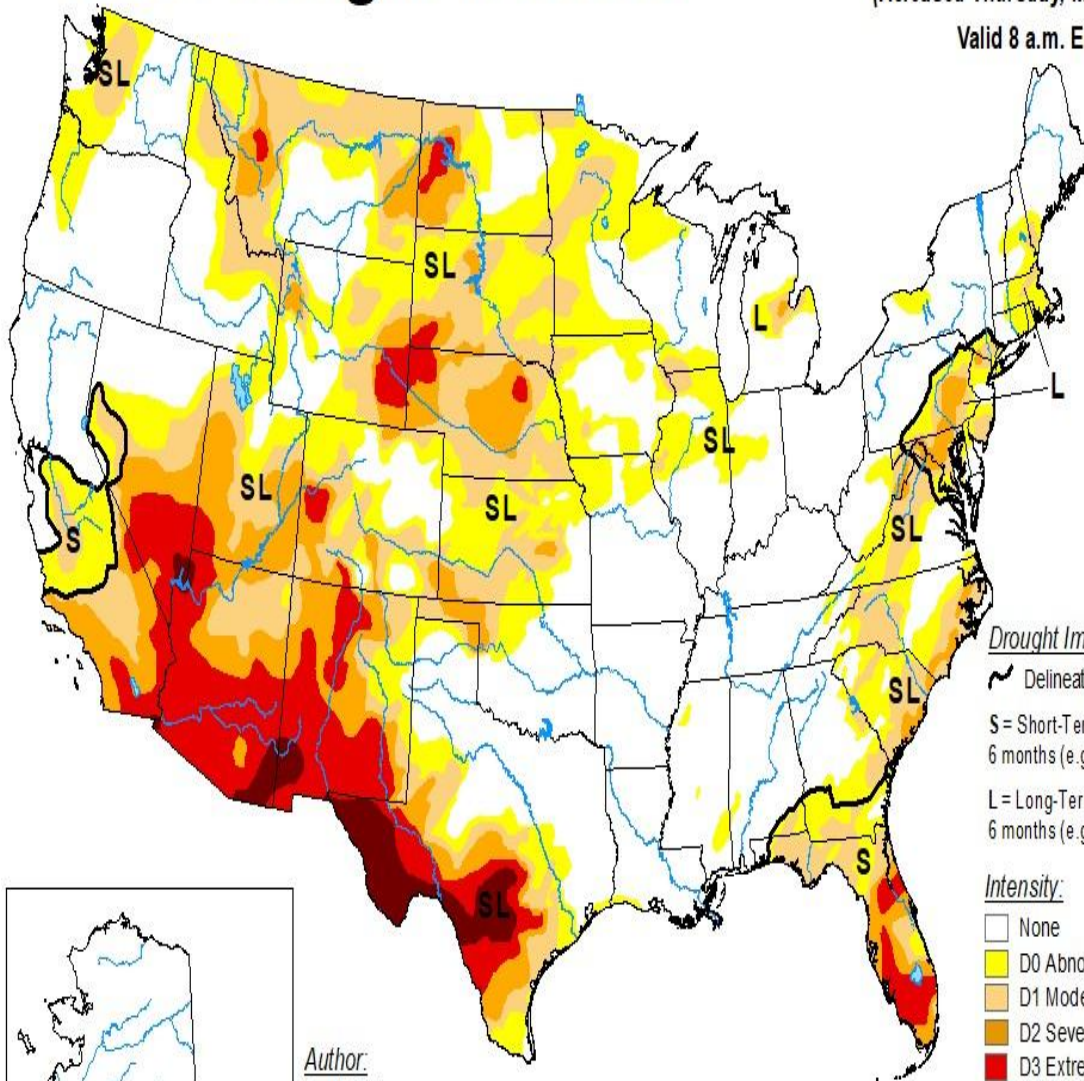 Valid 8 a.m. E
SL
SL
L
L
SL
SL
SL
S
SL
SL
S
SL
Drought Im
Delineat
S = Short-Ter
6 months (e.g
L = Long-Ter
6 months (e.g
Intensity:
None
D0 Abno
D1 Mode
D2 Seve
D3 Extre
Author: